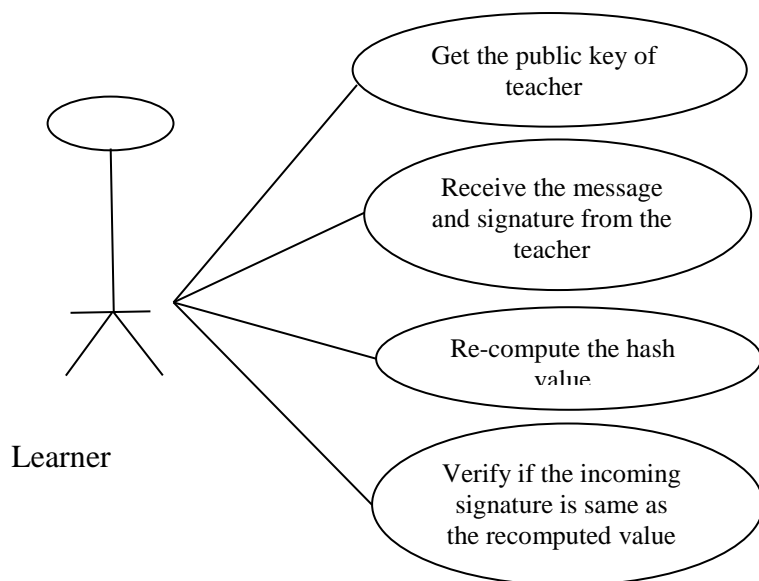 Get the public key of
teacher
Receive the message
and signature from the
teacher
Re-compute the hash
value
Learner
Verify if the incoming
signature is same as
the recomputed value